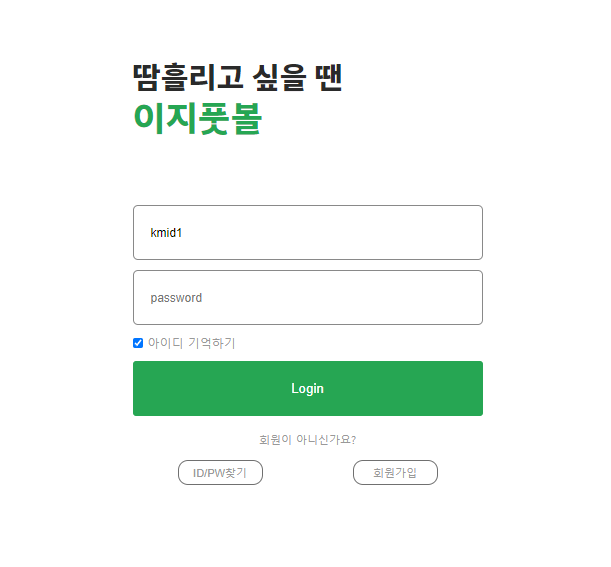 땀흘리고 싶을 땐
이지풋볼
kmid1
password
아이디 기억하기
Login
회원이 아니신가요?
ID/PW찾기
회원가입